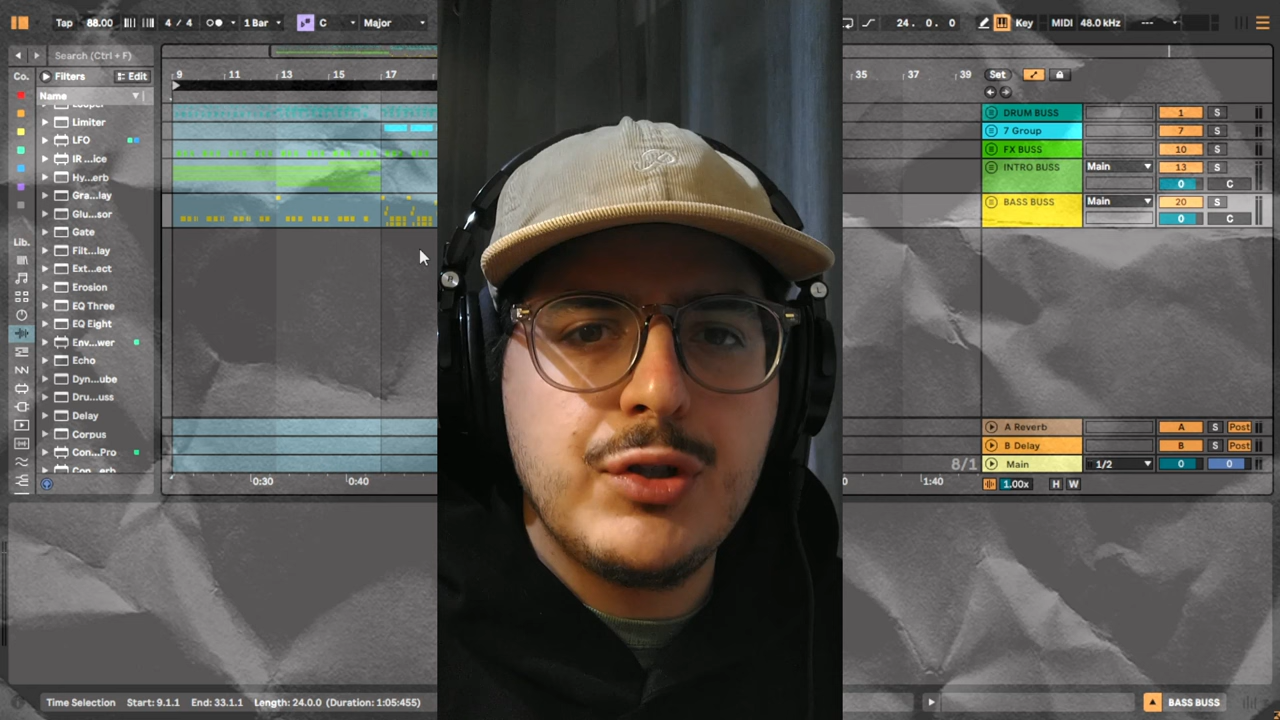 Tap 88.00 4 / 4 1 Bar C Major 24. 0. 0 Key MIDI 48.0 kHz ---
Search (Ctrl + F)
Co. Filters Edit 9 11 13 15 17 35 37 39 Set
Name
Limiter
LFO
IR ...ice
Hy...erb
Gra...lay
Glu...sor
Gate
Lib. Filt...lay
Ext...ect
Erosion
EQ Three
EQ Eight
Env...wer
Echo
Dyn...ube
Dru...uss
Delay
Corpus
Con...Pro
Con...erb
DRUM BUSS 1 S
7 Group 7 S
FX BUSS 10 S
INTRO BUSS Main 13 S
0 C
BASS BUSS Main 20 S
0 C
A Reverb A S Post
B Delay B S Post
8/1 Main 1/2 0 0
0:30 0:40 1:40 1.00x H W
R L
Time Selection Start: 9.1.1 End: 33.1.1 Length: 24.0.0 (Duration: 1:05:455) BASS BUSS